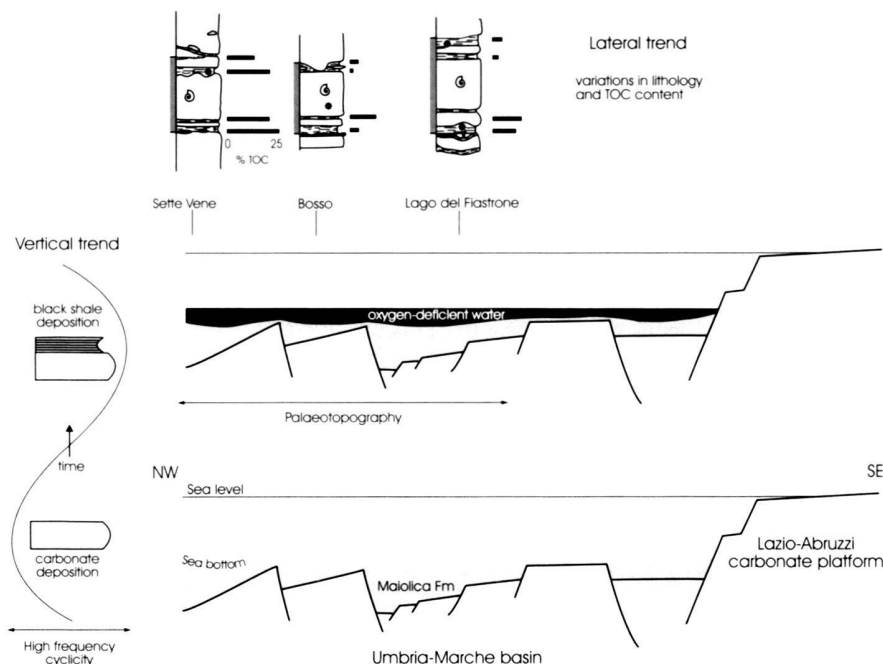 Lateral trend
variations in lithology
and TOC content
0 25
% TOC
Sette Vene
Bosso
Lago del Fiastrone
Vertical trend
black shale
deposition
oxygen-deficient water
Palaeotopography
time
NW
SE
Sea level
carbonate
deposition
Sea bottom
Maiolica Fm
Lazio-Abruzzi
carbonate platform
High frequency
cyclicity
Umbria-Marche basin